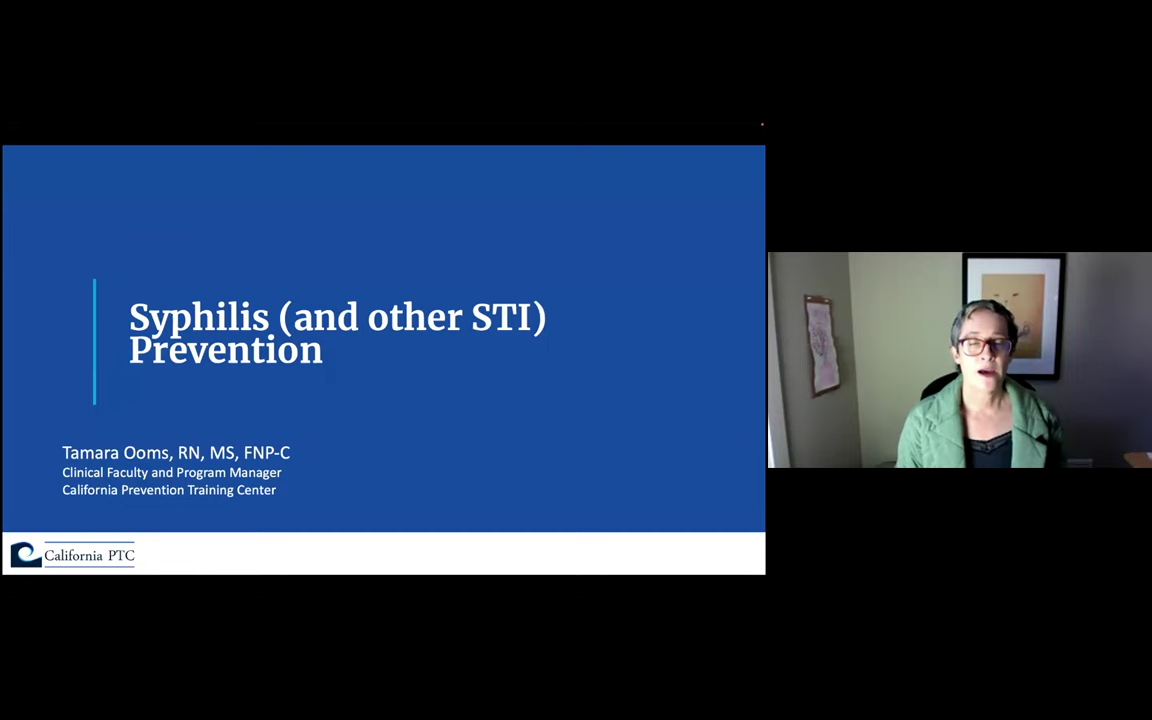 Syphilis (and other STI)
Prevention
Tamara Ooms, RN, MS, FNP-C
Clinical Faculty and Program Manager
California Prevention Training Center
California PTC